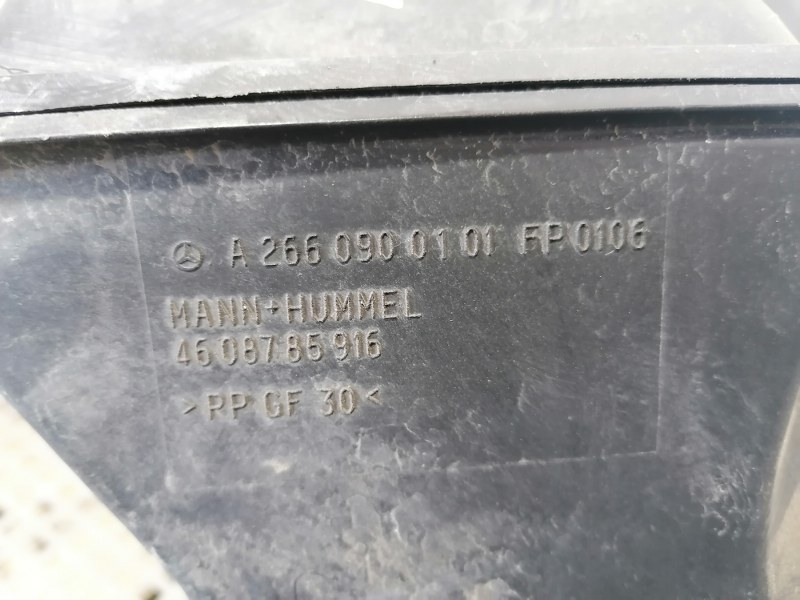 A 266 090 01 01 FP 0106
MANN+HUMMEL
46 087 85 916
>PP GF 30<